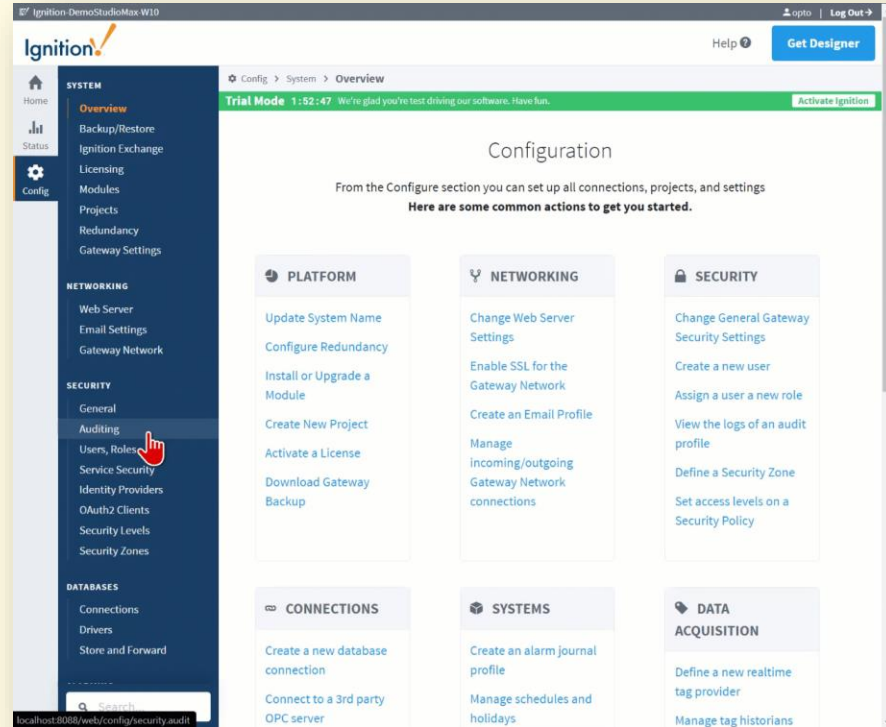 Ignition-DemoStudioMax-W10
opto | Log Out
Ignition!
Help
Get Designer
Home
Status
Config
SYSTEM
Overview
Backup/Restore
Ignition Exchange
Licensing
Modules
Projects
Redundancy
Gateway Settings
NETWORKING
Web Server
Email Settings
Gateway Network
SECURITY
General
Auditing
Users, Roles
Service Security
Identity Providers
OAuth2 Clients
Security Levels
Security Zones
DATABASES
Connections
Drivers
Store and Forward
Search...
localhost:8088/web/config/security.audit
Config > System > Overview
Trial Mode 1:52:47 We're glad you're test driving our software. Have fun.
Activate Ignition
Configuration
From the Configure section you can set up all connections, projects, and settings
Here are some common actions to get you started.
PLATFORM
Update System Name
Configure Redundancy
Install or Upgrade a
Module
Create New Project
Activate a License
Download Gateway
Backup
NETWORKING
Change Web Server
Settings
Enable SSL for the
Gateway Network
Create an Email Profile
Manage
incoming/outgoing
Gateway Network
connections
SECURITY
Change General Gateway
Security Settings
Create a new user
Assign a user a new role
View the logs of an audit
profile
Define a Security Zone
Set access levels on a
Security Policy
CONNECTIONS
Create a new database
connection
Connect to a 3rd party
OPC server
SYSTEMS
Create an alarm journal
profile
Manage schedules and
holidays
DATA
ACQUISITION
Define a new realtime
tag provider
Manage tag historians